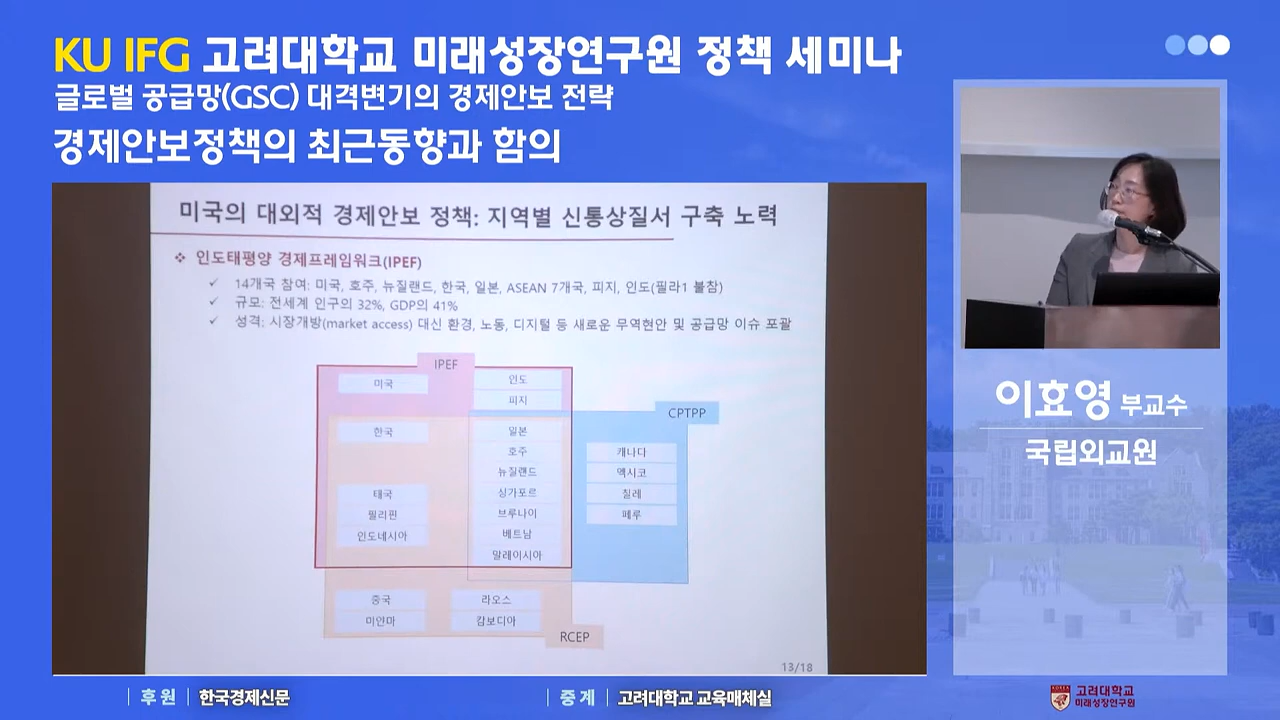 KU IFG 고려대학교 미래성장연구원 정책 세미나
글로벌 공급망(GSC) 대격변기의 경제안보 전략
경제안보정책의 최근동향과 함의
미국의 대외적 경제안보 정책: 지역별 신통상질서 구축 노력
❖ 인도태평양 경제프레임워크(IPEF)
✓ 14개국 참여: 미국, 호주, 뉴질랜드, 한국, 일본, ASEAN 7개국, 피지, 인도(필라1 불참)
✓ 규모: 전세계 인구의 32%, GDP의 41%
✓ 성격: 시장개방(market access) 대신 환경, 노동, 디지털 등 새로운 무역현안 및 공급망 이슈 포괄
IPEF
미국
인도
피지
CPTPP
한국
일본
호주
뉴질랜드
싱가포르
브루나이
베트남
말레이시아
태국
필리핀
인도네시아
캐나다
멕시코
칠레
페루
중국
미얀마
라오스
캄보디아
RCEP
13/18
이효영 부교수
국립외교원
후원 한국경제신문
중계 고려대학교 교육매체실
고려대학교
미래성장연구원